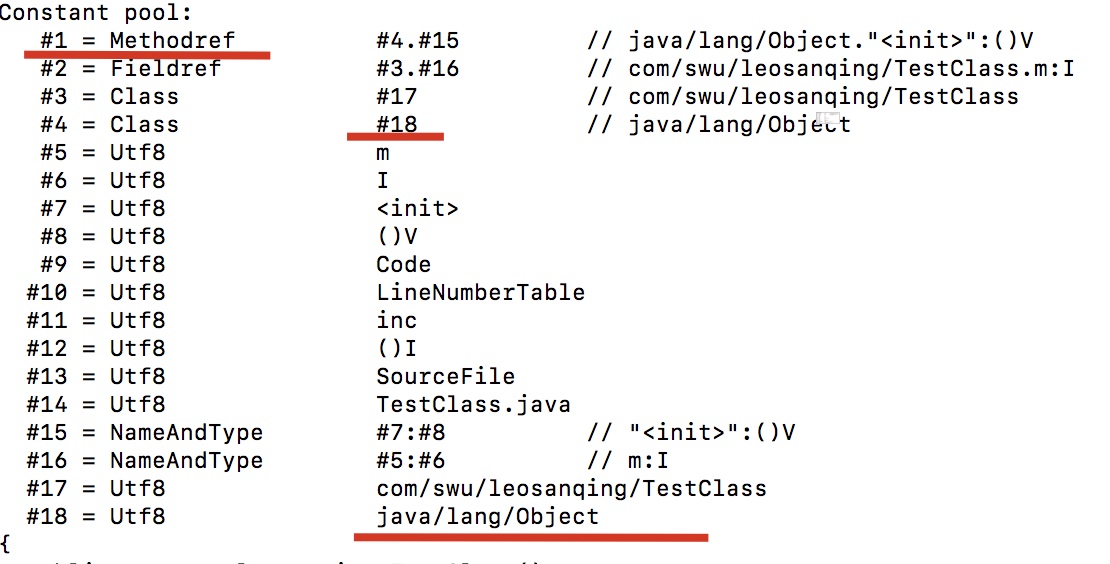 Constant pool:
#1 = Methodref #4.#15 // java/lang/Object."<init>":()V
#2 = Fieldref #3.#16 // com/swu/leosanqing/TestClass.m:I
#3 = Class #17 // com/swu/leosanqing/TestClass
#4 = Class #18 // java/lang/Object
#5 = Utf8 m
#6 = Utf8 I
#7 = Utf8 <init>
#8 = Utf8 ()V
#9 = Utf8 Code
#10 = Utf8 LineNumberTable
#11 = Utf8 inc
#12 = Utf8 ()I
#13 = Utf8 SourceFile
#14 = Utf8 TestClass.java
#15 = NameAndType #7:#8 // "<init>":()V
#16 = NameAndType #5:#6 // m:I
#17 = Utf8 com/swu/leosanqing/TestClass
#18 = Utf8 java/lang/Object
{